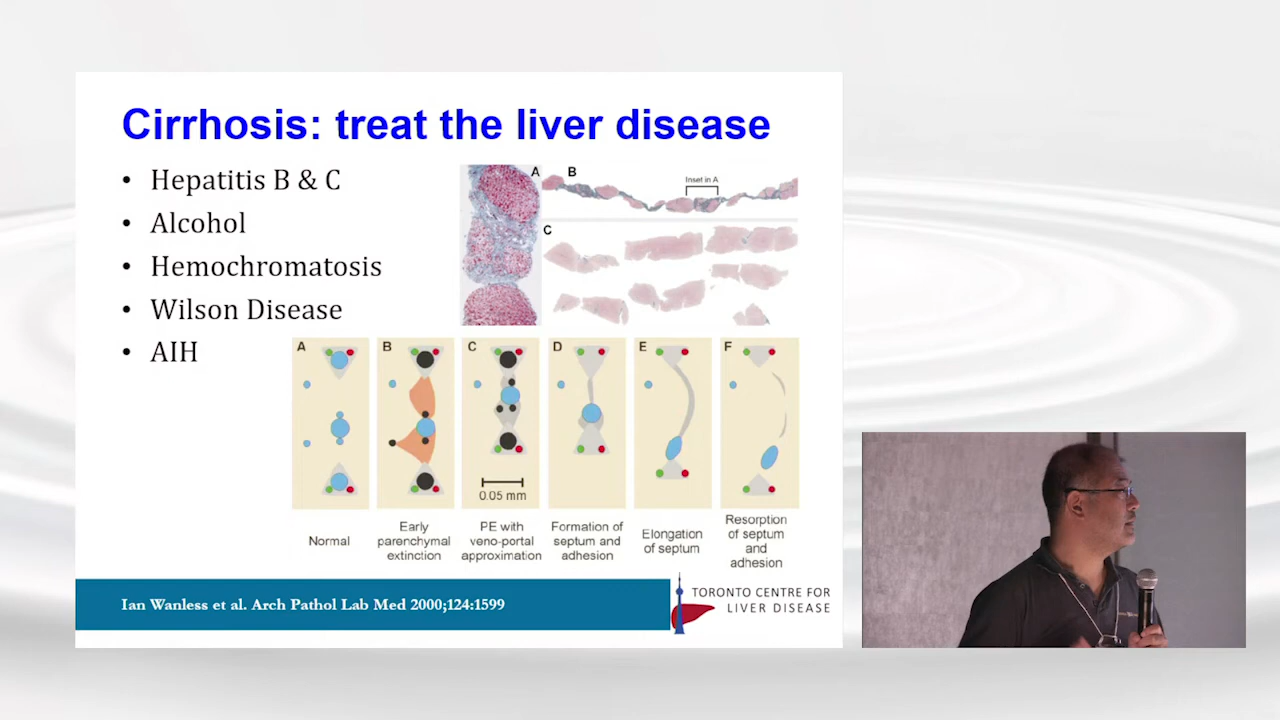 Cirrhosis: treat the liver disease
• Hepatitis B & C
• Alcohol
• Hemochromatosis
• Wilson Disease
• AIH
A
B
Inset in A
C
A
B
C
D
E
F
0.05 mm
Normal
Early
parenchymal
extinction
PE with
veno-portal
approximation
Formation of
septum and
adhesion
Elongation
of septum
Resorption
of septum
and
adhesion
Ian Wanless et al. Arch Pathol Lab Med 2000;124:1599
TORONTO CENTRE FOR
LIVER DISEASE